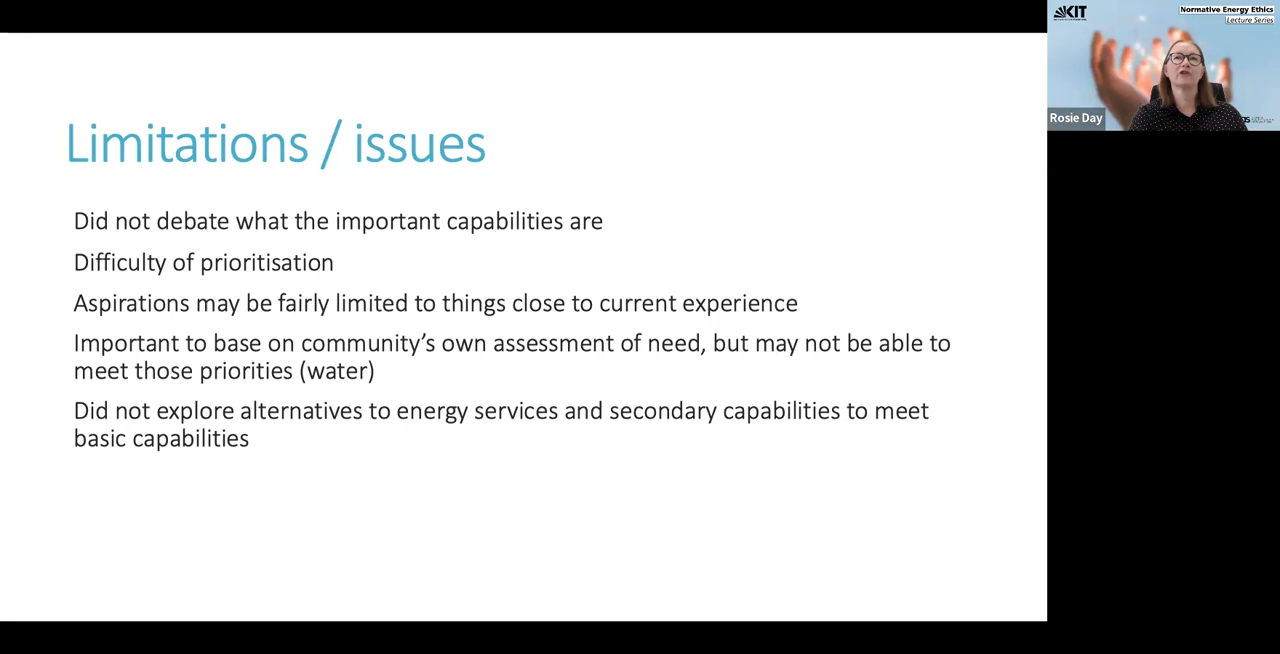 Limitations / issues
Did not debate what the important capabilities are
Difficulty of prioritisation
Aspirations may be fairly limited to things close to current experience
Important to base on community’s own assessment of need, but may not be able to
meet those priorities (water)
Did not explore alternatives to energy services and secondary capabilities to meet
basic capabilities
KIT
Normative Energy Ethics
Lecture Series
Rosie Day